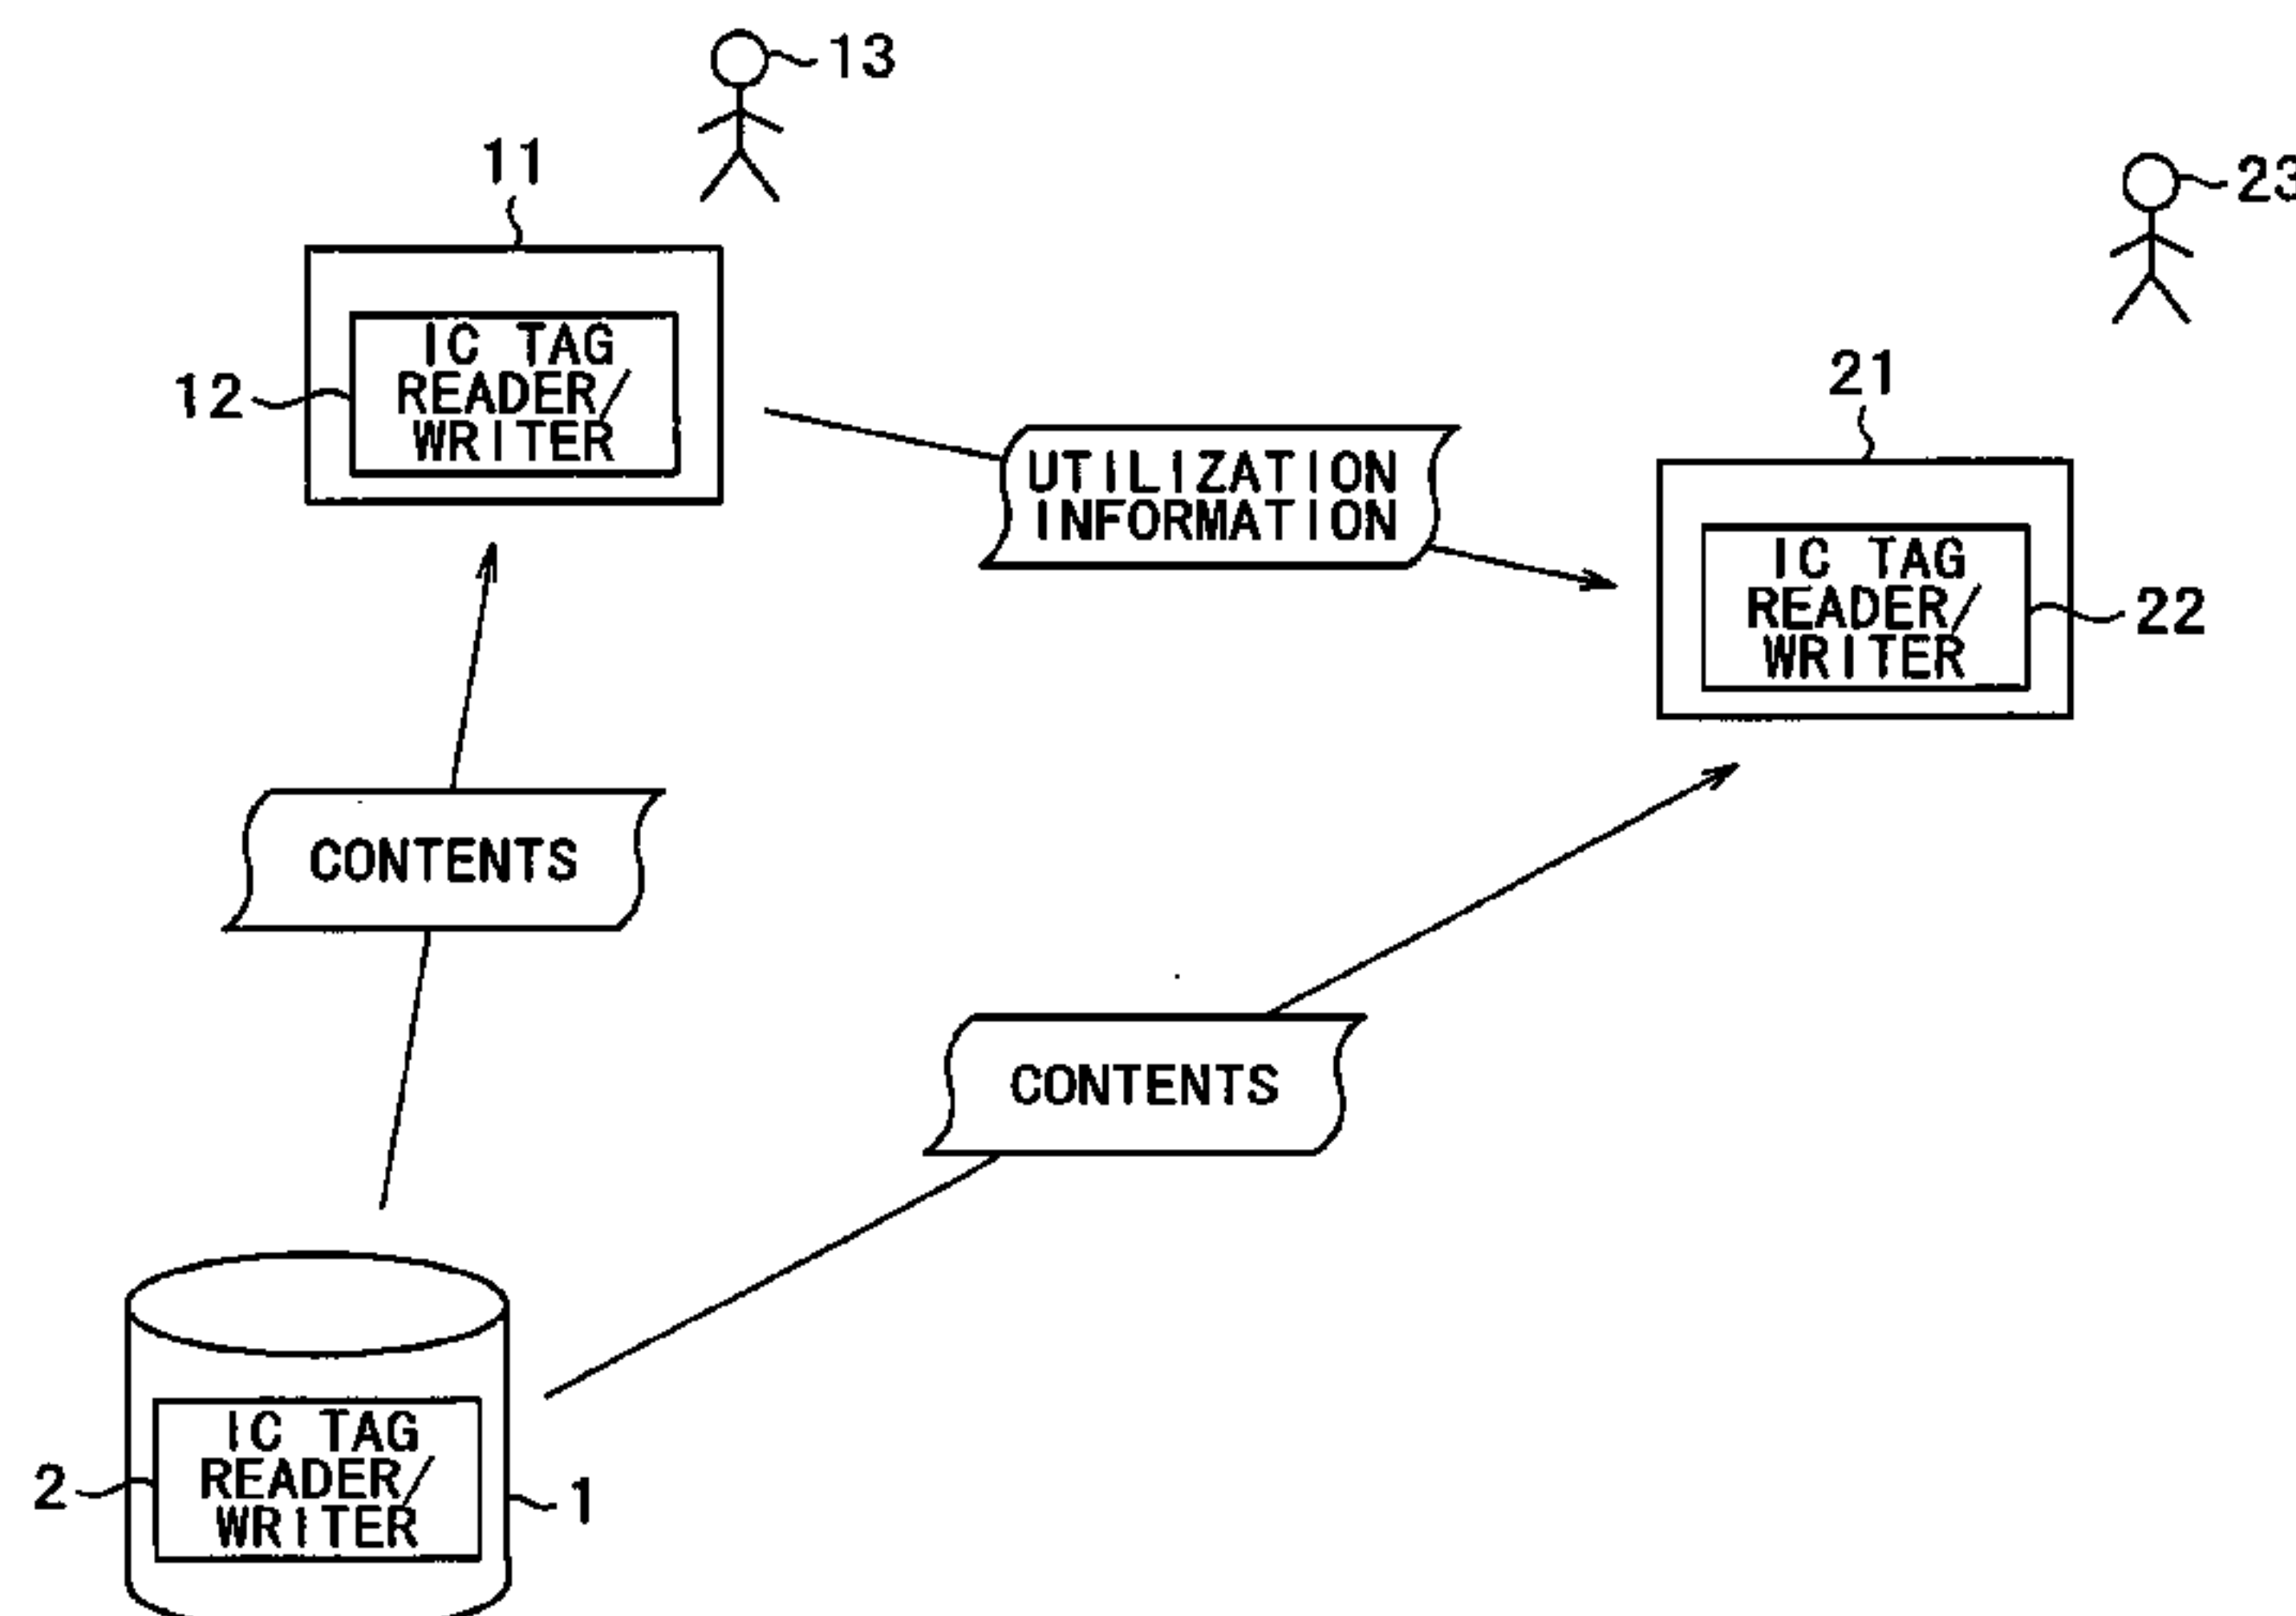 13
11
23
IC TAG
READER/
WRITER
12
21
UTILIZATION
INFORMATION
IC TAG
READER/
WRITER
22
CONTENTS
CONTENTS
IC TAG
READER/
WRITER
2
1